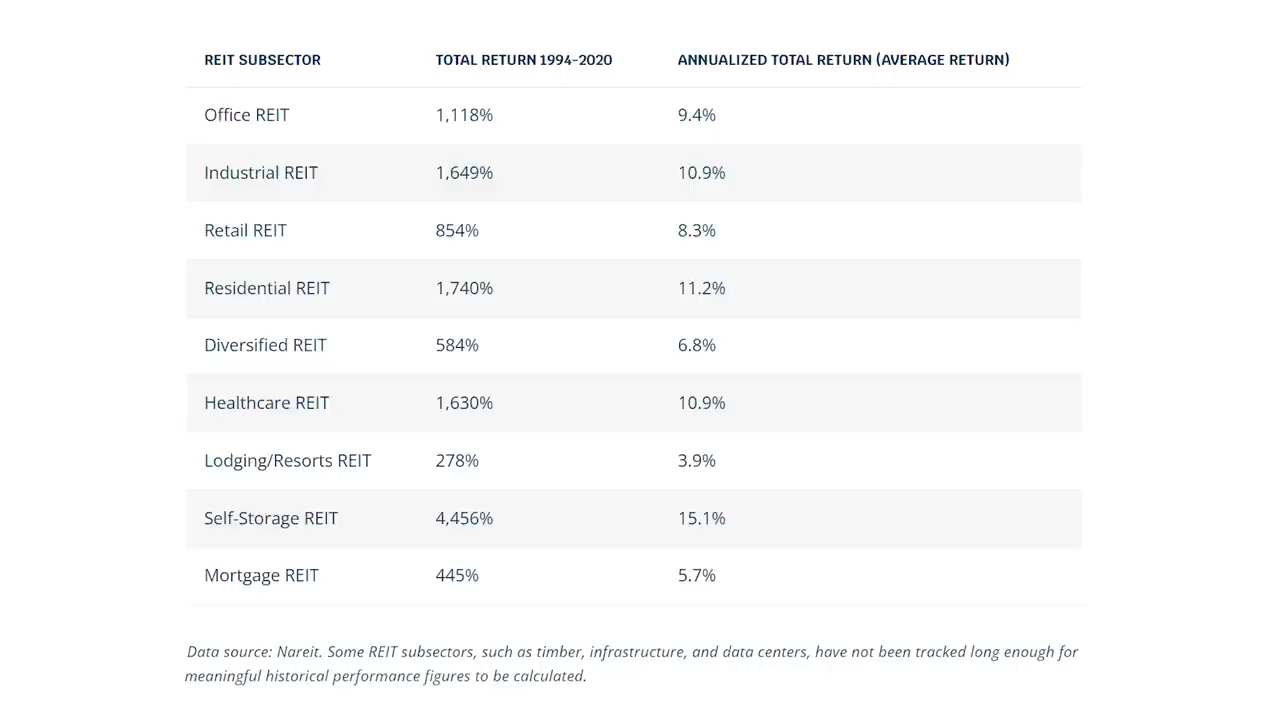 REIT SUBSECTOR TOTAL RETURN 1994-2020 ANNUALIZED TOTAL RETURN (AVERAGE RETURN)
Office REIT 1,118% 9.4%
Industrial REIT 1,649% 10.9%
Retail REIT 854% 8.3%
Residential REIT 1,740% 11.2%
Diversified REIT 584% 6.8%
Healthcare REIT 1,630% 10.9%
Lodging/Resorts REIT 278% 3.9%
Self-Storage REIT 4,456% 15.1%
Mortgage REIT 445% 5.7%
Data source: Nareit. Some REIT subsectors, such as timber, infrastructure, and data centers, have not been tracked long enough for
meaningful historical performance figures to be calculated.